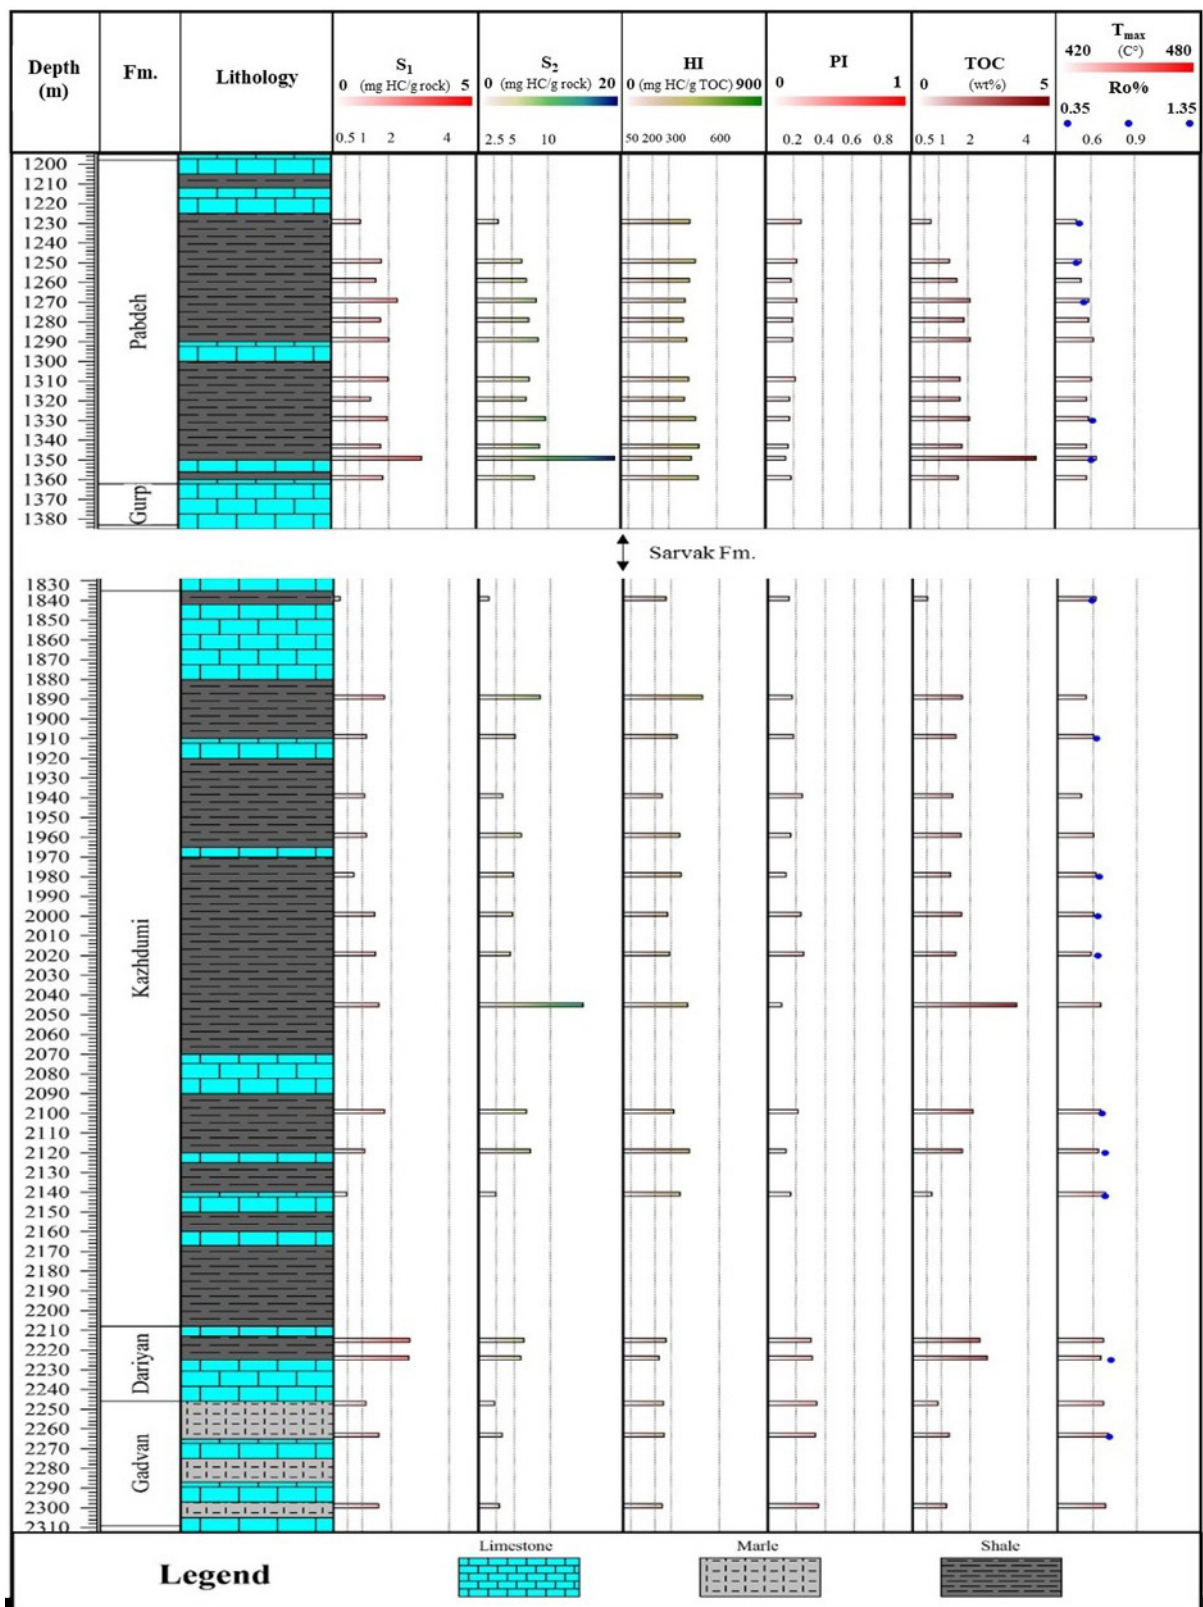 Depth
(m)
Fm.
Lithology
S1
0 (mg HC/g rock) 5
0.5 1 2 4
S2
0 (mg HC/g rock) 20
2.5 5 10
HI
0 (mg HC/g TOC) 900
50 200 300 600
PI
0 1
0.2 0.4 0.6 0.8
TOC
0 (wt%) 5
0.5 1 2 4
Tmax
420 (C°) 480
Ro%
0.35 1.35
0.6 0.9
1200
1210
1220
1230
1240
1250
1260
1270
1280
1290
1300
1310
1320
1330
1340
1350
1360
1370
1380
Pabdeh
Gurp
Sarvak Fm.
1830
1840
1850
1860
1870
1880
1890
1900
1910
1920
1930
1940
1950
1960
1970
1980
1990
2000
2010
2020
2030
2040
2050
2060
2070
2080
2090
2100
2110
2120
2130
2140
2150
2160
2170
2180
2190
2200
2210
2220
2230
2240
2250
2260
2270
2280
2290
2300
2310
Kazhdumi
Dariyan
Gadvan
Legend
Limestone
Marle
Shale